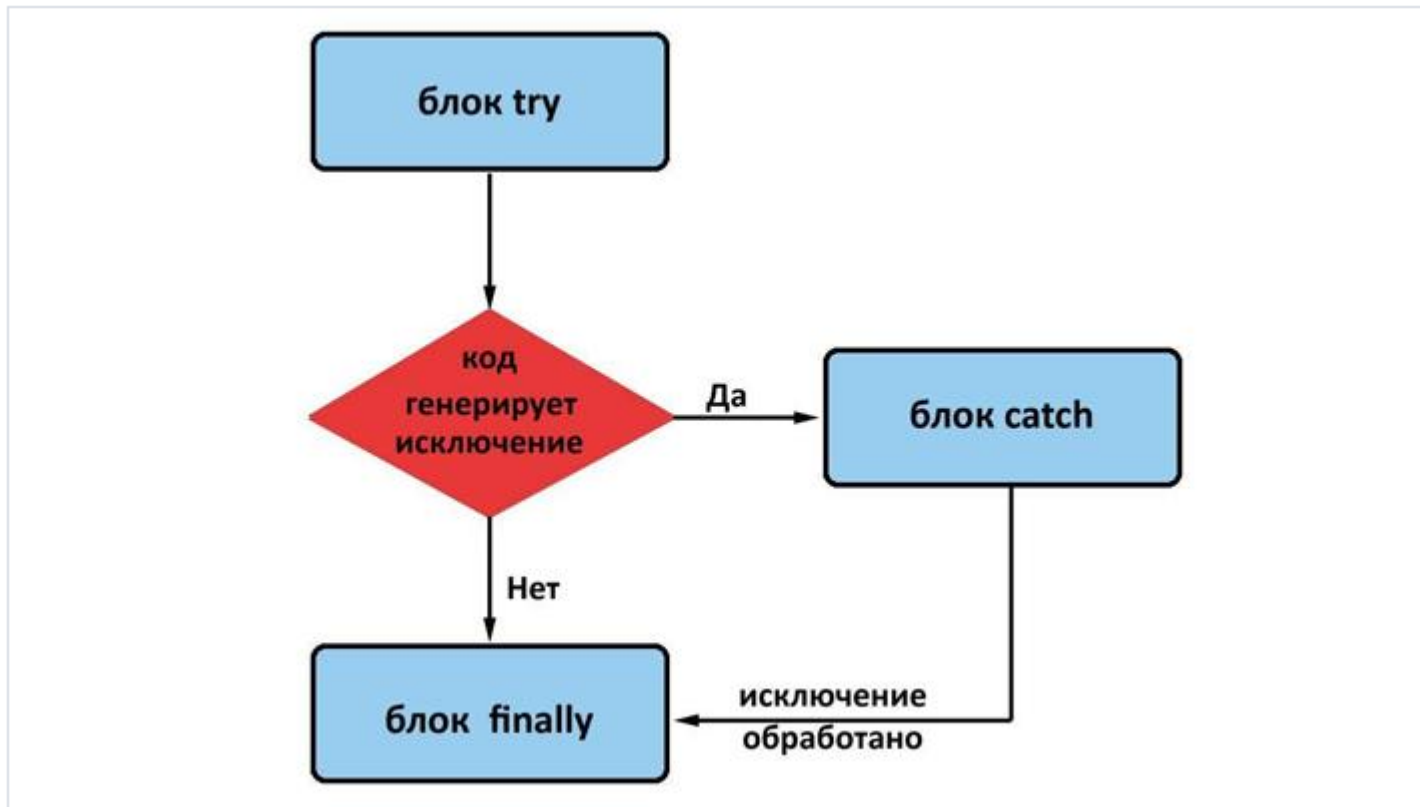 блок try
код
генерирует
исключение
Да
блок catch
Нет
блок finally
исключение
обработано